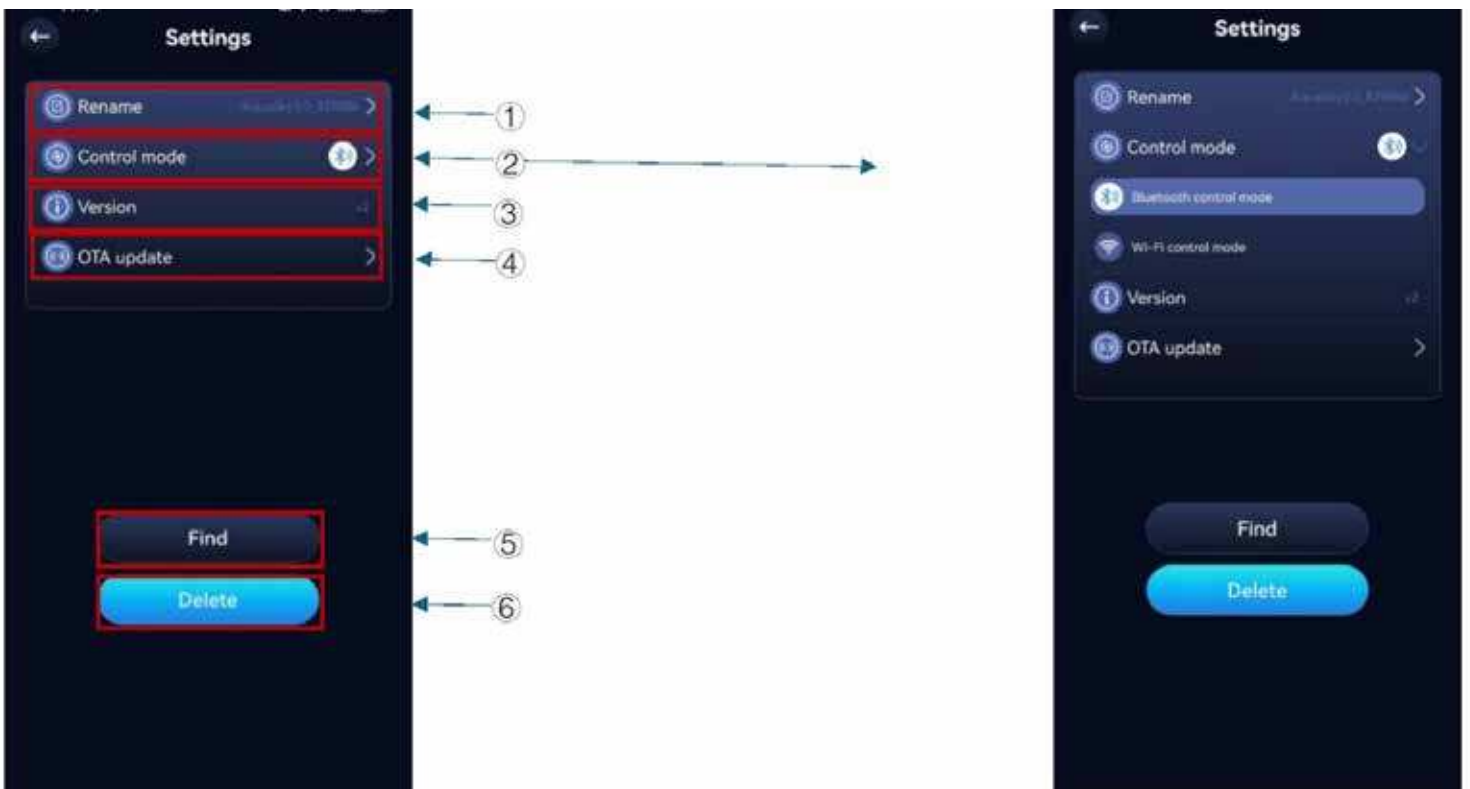 Settings
Rename
Control mode
Version
OTA update
Find
Delete
①
②
③
④
⑤
⑥
Settings
Rename
Control mode
Bluetooth control mode
Wi-Fi control mode
Version
OTA update
Find
Delete